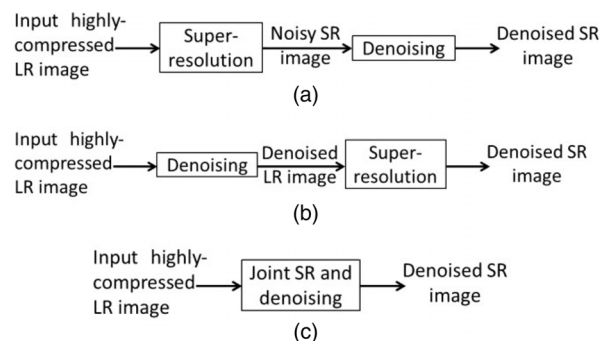 Input highly-
compressed
LR image
Super-
resolution
Noisy SR
image
Denoising
Denoised SR
image
(a)
Input highly-
compressed
LR image
Denoising
Denoised
LR image
Super-
resolution
Denoised SR
image
(b)
Input highly-
compressed
LR image
Joint SR and
denoising
Denoised SR
image
(c)